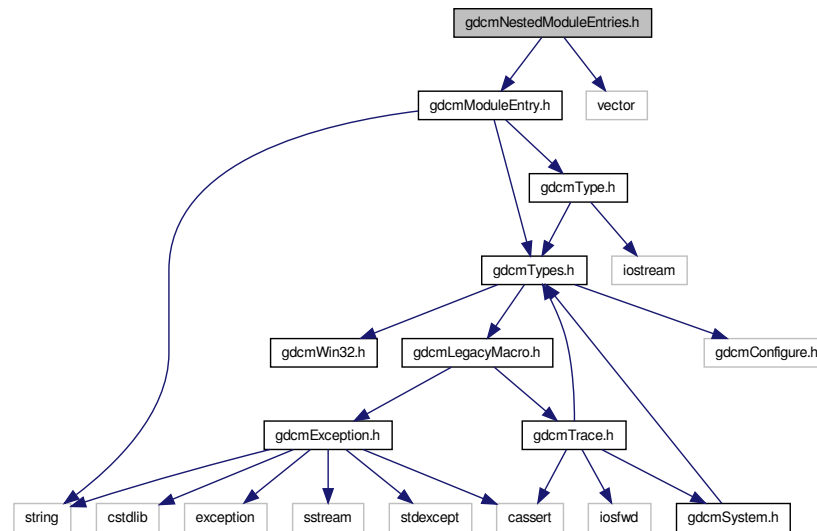 gdcmNestedModuleEntries.h
gdcmModuleEntry.h
vector
gdcmType.h
gdcmTypes.h
iostream
gdcmWin32.h
gdcmLegacyMacro.h
gdcmConfigure.h
gdcmException.h
gdcmTrace.h
string
cstdlib
exception
sstream
stdexcept
cassert
iosfwd
gdcmSystem.h